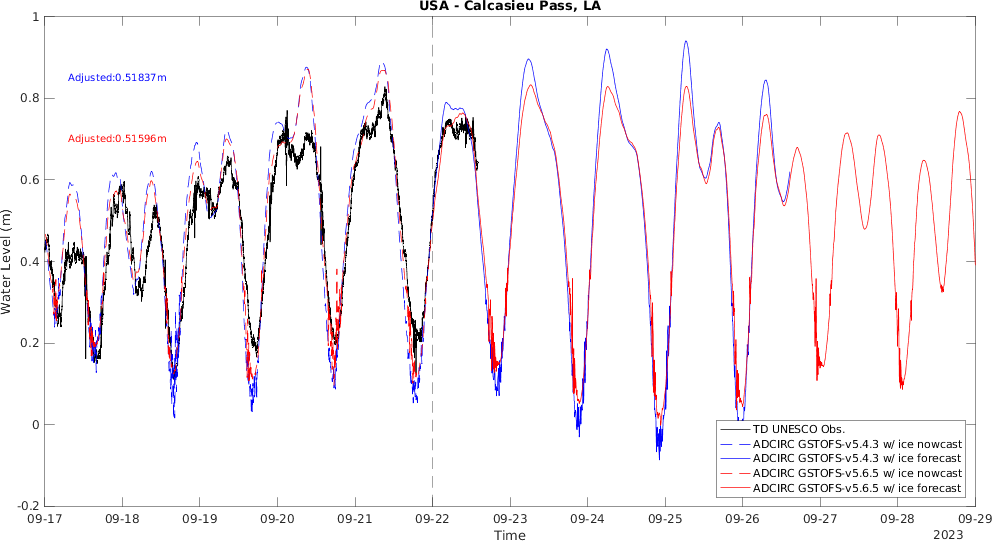 USA - Calcasieu Pass, LA
1
0.8
0.6
0.4
0.2
0
-0.2
Water Level (m)
Adjusted:0.51837m
Adjusted:0.51596m
TD UNESCO Obs.
ADCIRC GSTOFS-v5.4.3 w/ ice nowcast
ADCIRC GSTOFS-v5.4.3 w/ ice forecast
ADCIRC GSTOFS-v5.6.5 w/ ice nowcast
ADCIRC GSTOFS-v5.6.5 w/ ice forecast
09-17 09-18 09-19 09-20 09-21 09-22 09-23 09-24 09-25 09-26 09-27 09-28 09-29
Time
2023